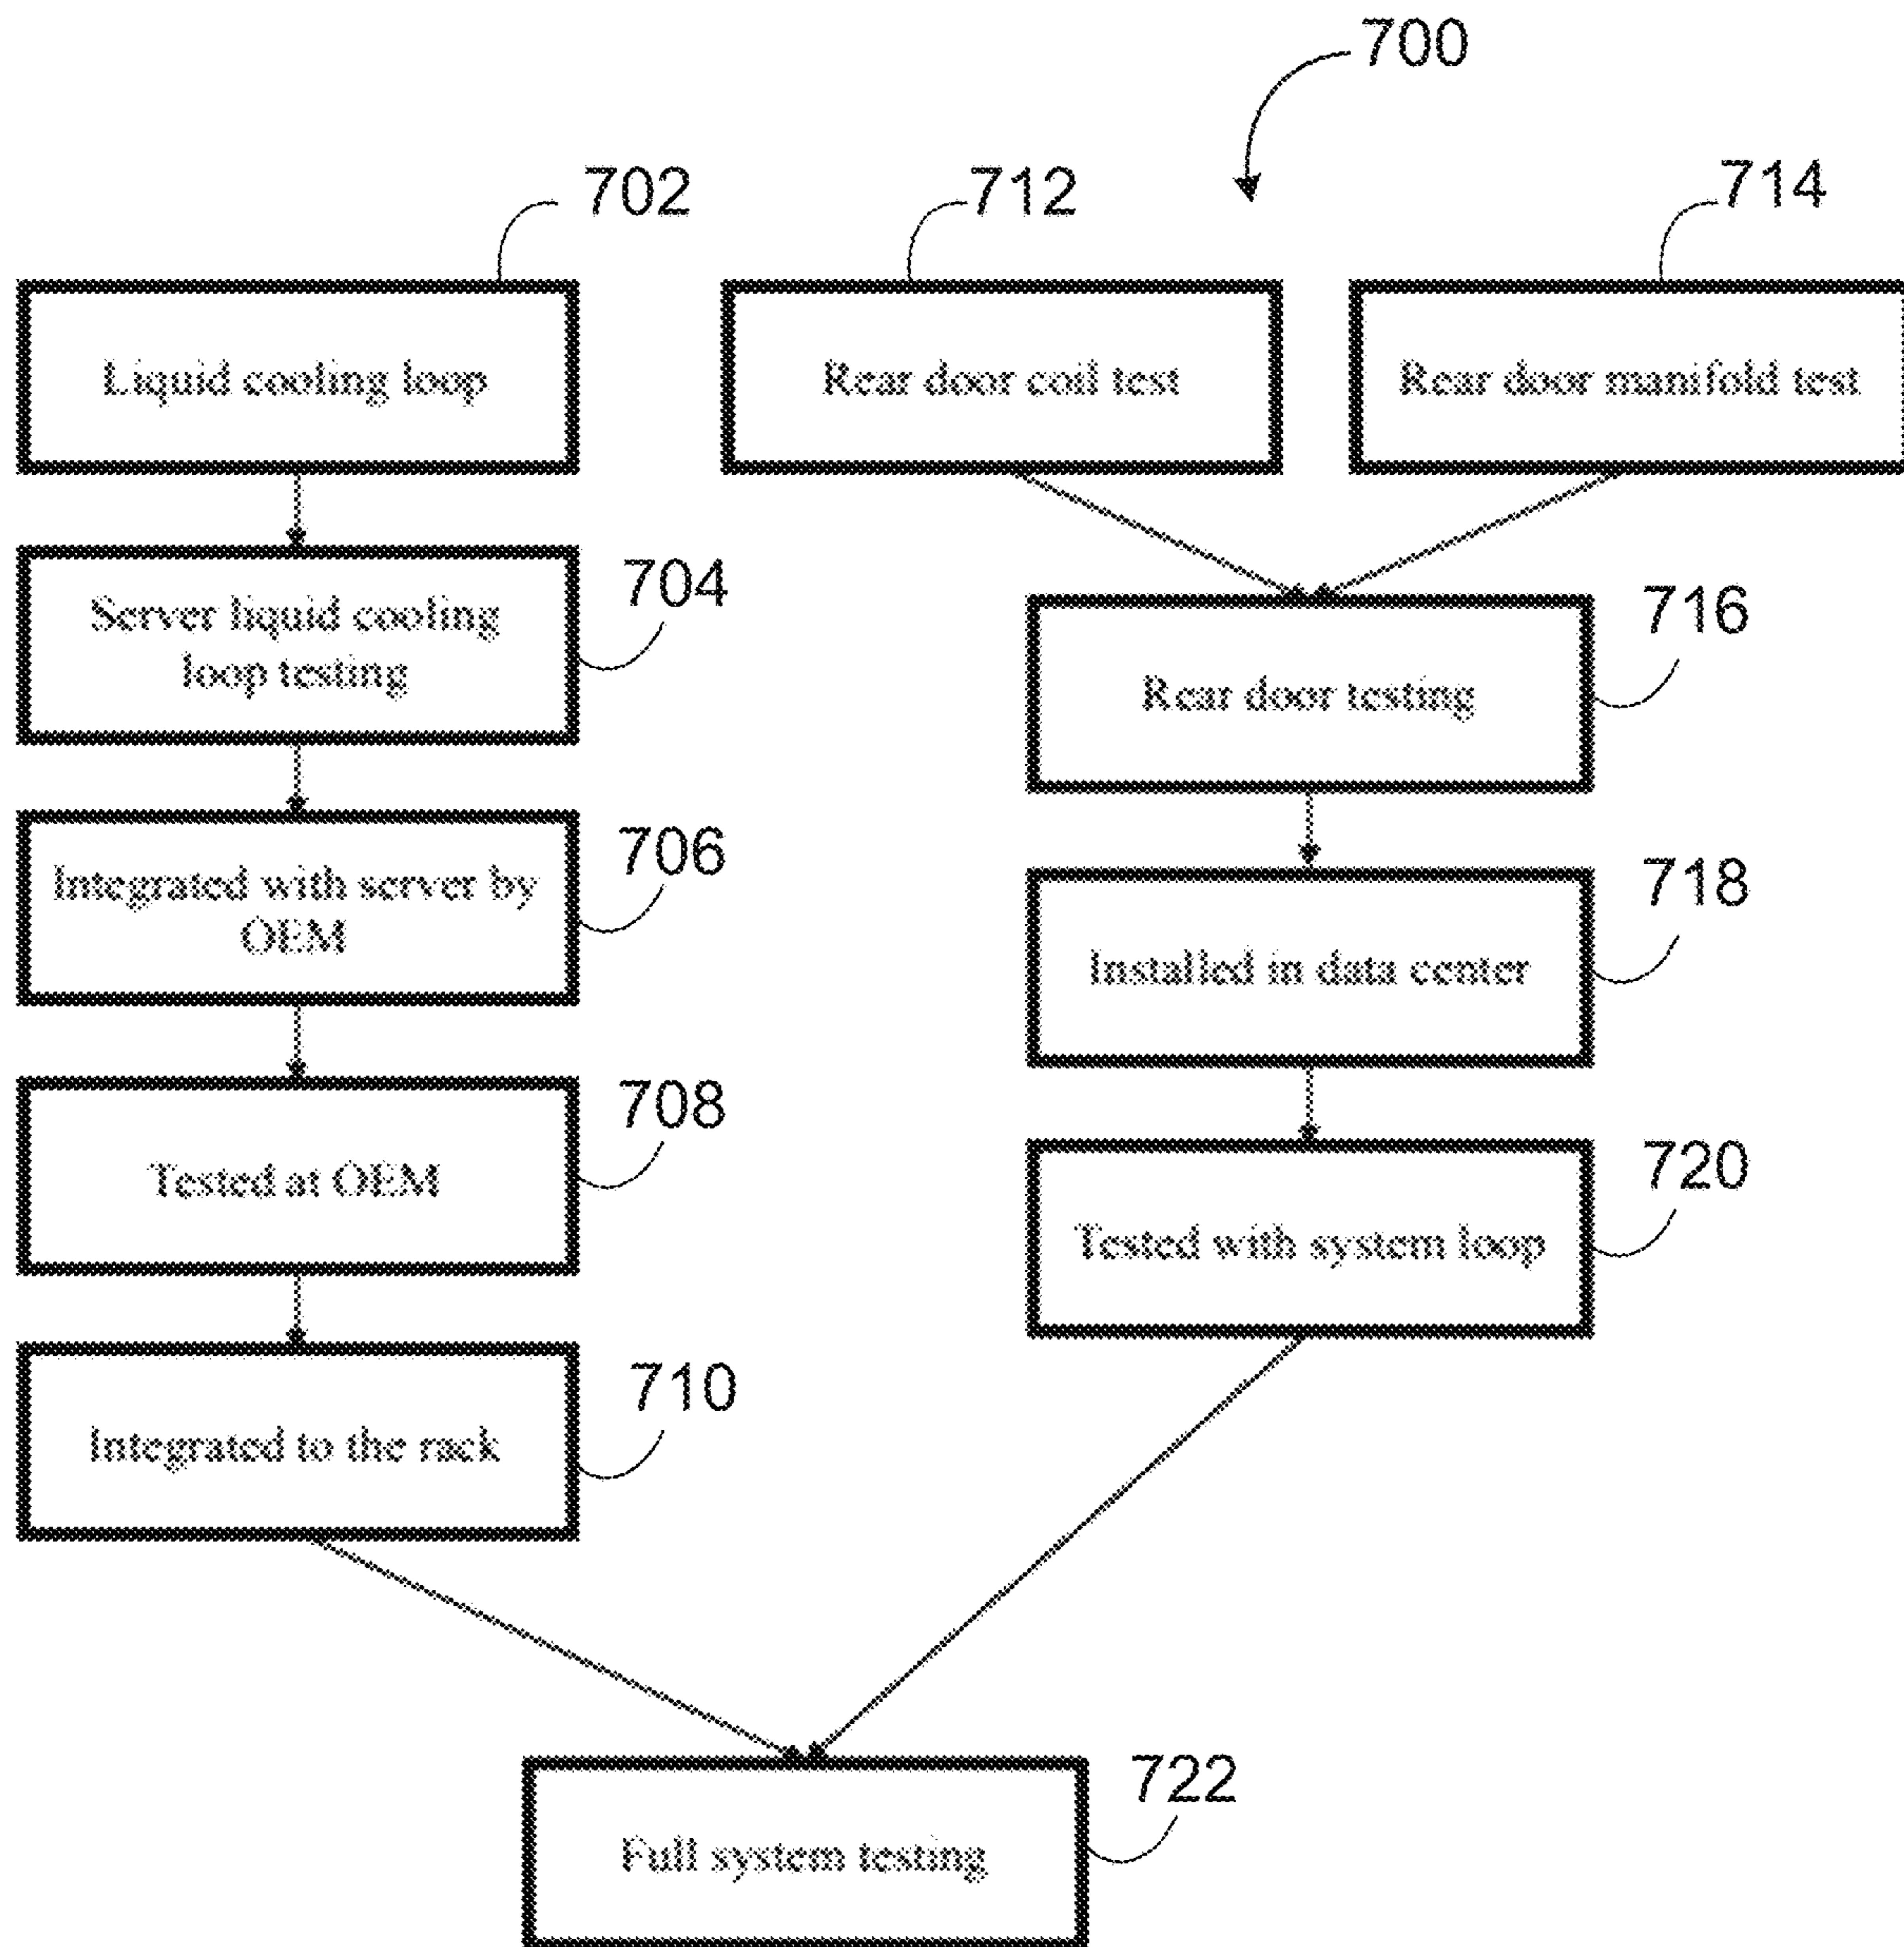 700
702
712
714
Liquid cooling loop
Rear door coil test
Rear door manifold test
Server liquid cooling
loop testing
704
Rear door testing
716
Integrated with server by
OEM
706
Installed in data center
718
Tested at OEM
708
Tested with system loop
720
Integrated to the rack
710
Full system testing
722